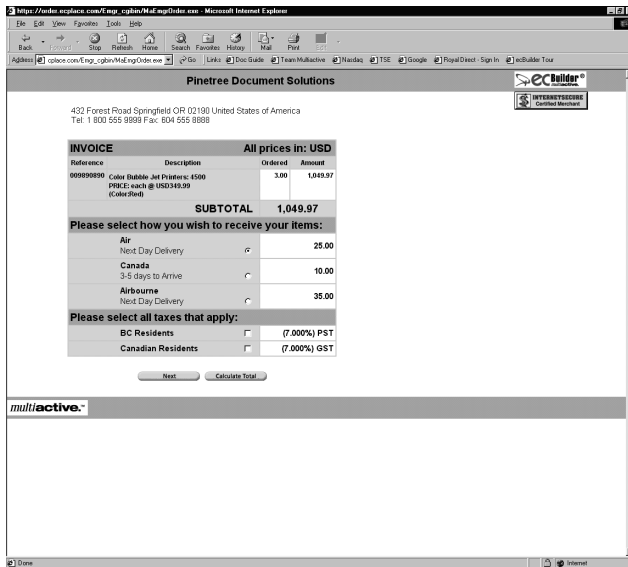 https://order.ecplace.com/Emgr_cgibin/MaEmgrOrder.exe - Microsoft Internet Explorer
File Edit View Favorites Tools Help
Back Forward Stop Refresh Home Search Favorites History Mail Print Edit
Address cplace.com/Emgr_cgibin/MaEmgrOrder.exe Go Links Doc Guide Team Multiactive Nasdaq TSE Google Royal Direct - Sign In ecBuilder Tour
Pinetree Document Solutions
ecBuilder®
multiactive.
INTERNETSECURE
Certified Merchant
432 Forest Road Springfield OR 02190 United States of America
Tel: 1 800 555 9999 Fax: 604 555 8888
INVOICE All prices in: USD
Reference Description Ordered Amount
009890890 Color Bubble Jet Printers: 4500 3.00 1,049.97
PRICE: each @ USD349.99
(Color:Red)
SUBTOTAL 1,049.97
Please select how you wish to receive your items:
Air
Next Day Delivery 25.00
Canada
3-5 days to Arrive 10.00
Airbourne
Next Day Delivery 35.00
Please select all taxes that apply:
BC Residents (7.000%) PST
Canadian Residents (7.000%) GST
Next Calculate Total
multiactive.™
Done Internet